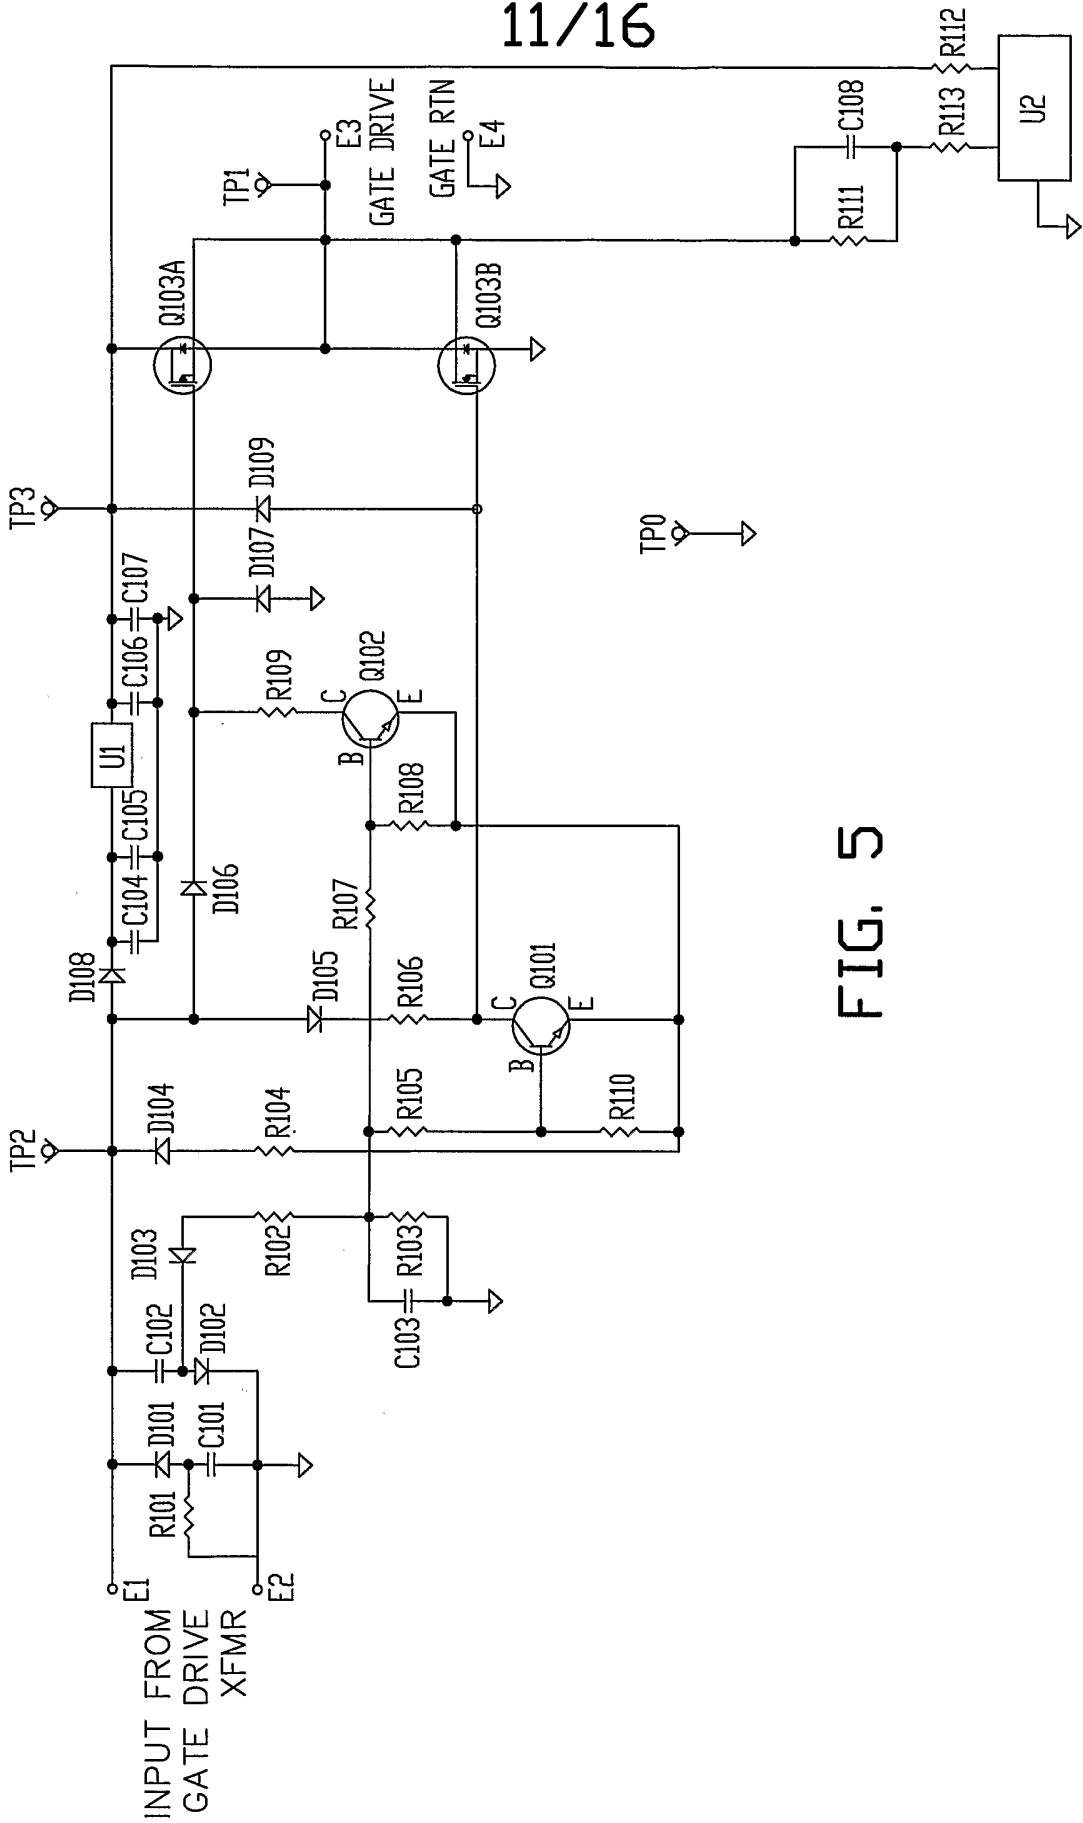 11/16
INPUT FROM
GATE DRIVE
XFMR
E1
E2
R101
D101
C101
C102
D102
D103
TP2
D104
R104
R102
R103
C103
R105
R110
D108
C104
C105
U1
C106
C107
D106
D105
R106
R107
R108
R109
Q101
B
C
E
Q102
B
C
E
TP3
D107
D109
Q103A
Q103B
TP1
E3
GATE DRIVE
GATE RTN
E4
TP0
R111
C108
R113
R112
U2
FIG. 5